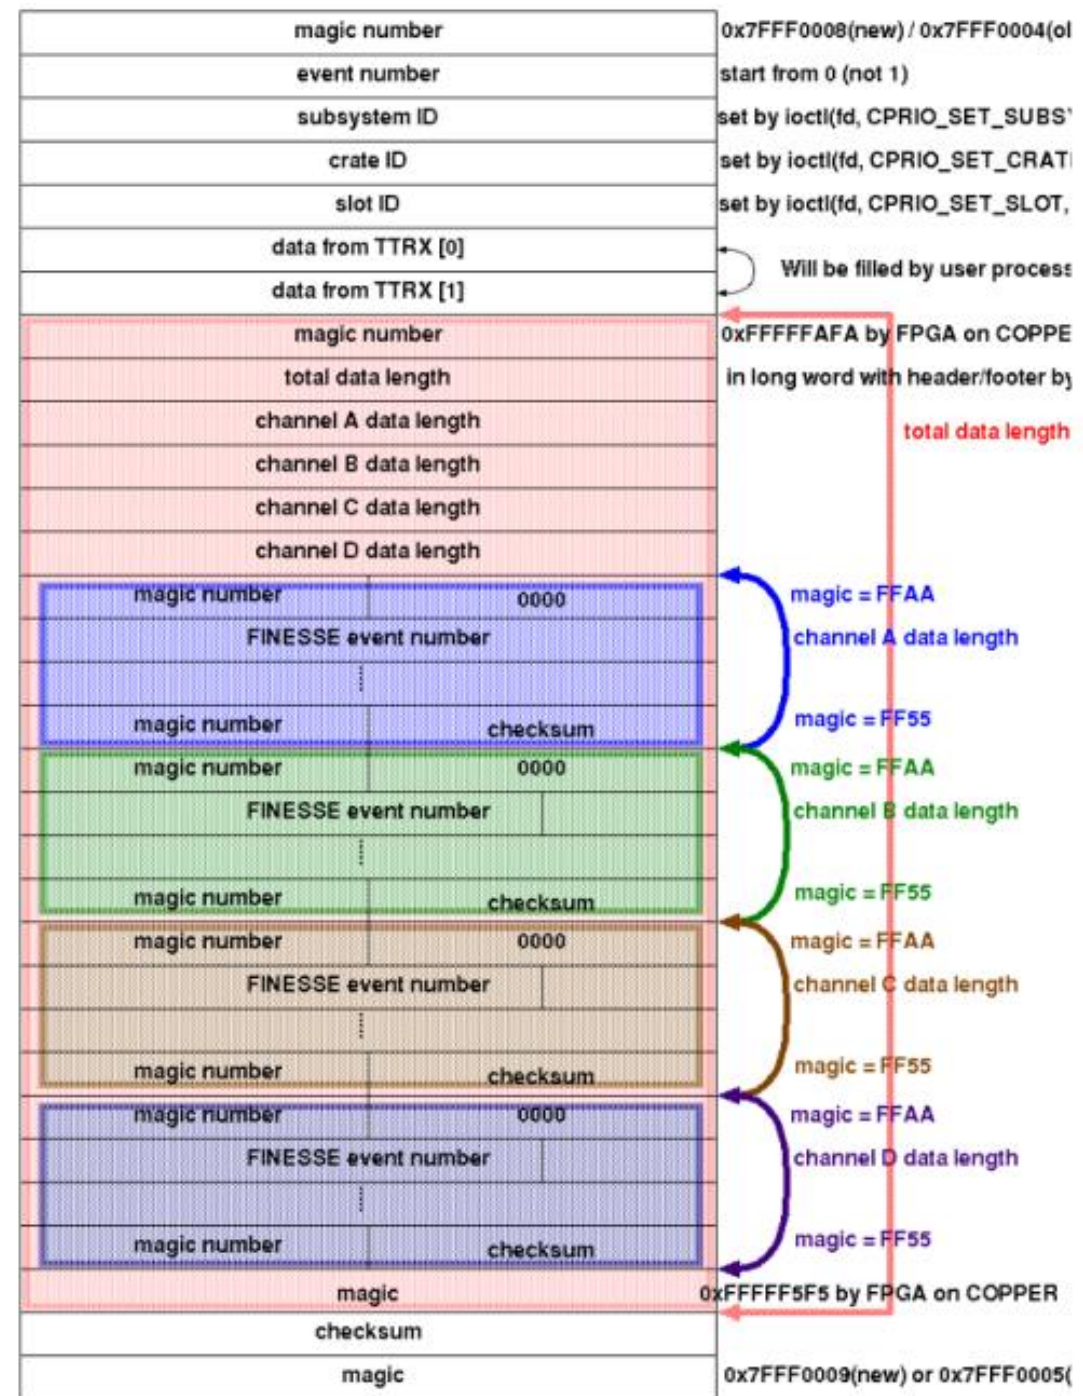 magic number 0x7FFF0008(new) / 0x7FFF0004(ol
event number start from 0 (not 1)
subsystem ID set by ioctl(fd, CPRIO_SET_SUBS
crate ID set by ioctl(fd, CPRIO_SET_CRAT
slot ID set by ioctl(fd, CPRIO_SET_SLOT,
data from TTRX [0]
Will be filled by user process
data from TTRX [1]
magic number 0xFFFFFAFA by FPGA on COPPE
total data length in long word with header/footer by
channel A data length
total data length
channel B data length
channel C data length
channel D data length
magic number 0000 magic = FFAA
FINESSE event number channel A data length
magic number checksum magic = FF55
magic number 0000 magic = FFAA
FINESSE event number channel B data length
magic number checksum magic = FF55
magic number 0000 magic = FFAA
FINESSE event number channel C data length
magic number checksum magic = FF55
magic number 0000 magic = FFAA
FINESSE event number channel D data length
magic number checksum magic = FF55
magic 0xFFFFF5F5 by FPGA on COPPER
checksum
magic 0x7FFF0009(new) or 0x7FFF0005(